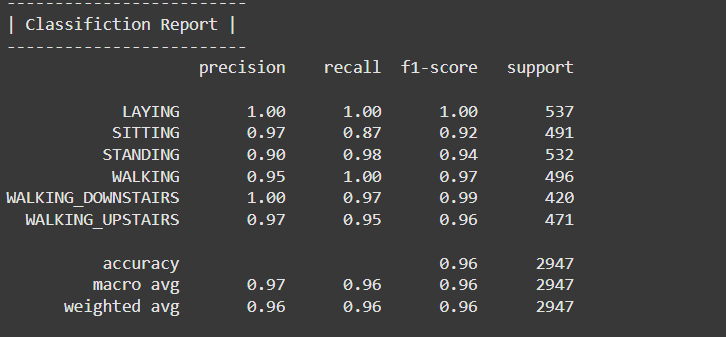 -------------------------
| Classifiction Report |
-------------------------
precision recall f1-score support
LAYING 1.00 1.00 1.00 537
SITTING 0.97 0.87 0.92 491
STANDING 0.90 0.98 0.94 532
WALKING 0.95 1.00 0.97 496
WALKING_DOWNSTAIRS 1.00 0.97 0.99 420
WALKING_UPSTAIRS 0.97 0.95 0.96 471
accuracy 0.96 2947
macro avg 0.97 0.96 0.96 2947
weighted avg 0.96 0.96 0.96 2947